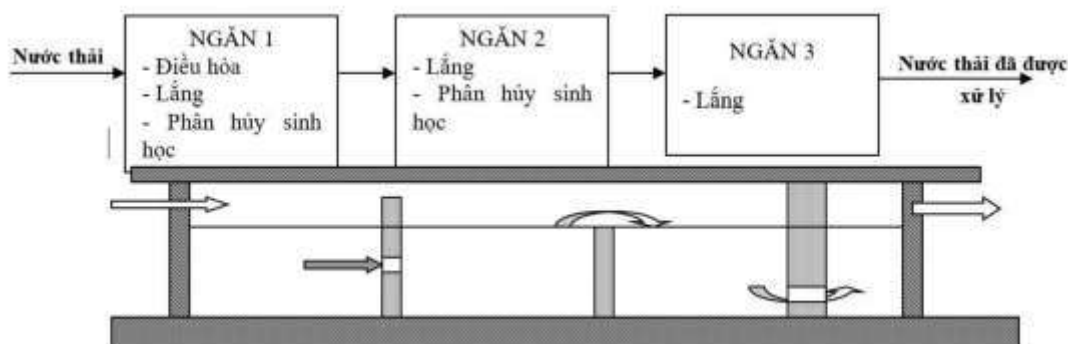 Nước thải
NGĂN 1
- Điều hòa
- Lắng
- Phân hủy sinh
học
NGĂN 2
- Lắng
- Phân hủy sinh
học
NGĂN 3
- Lắng
Nước thải đã được
xử lý